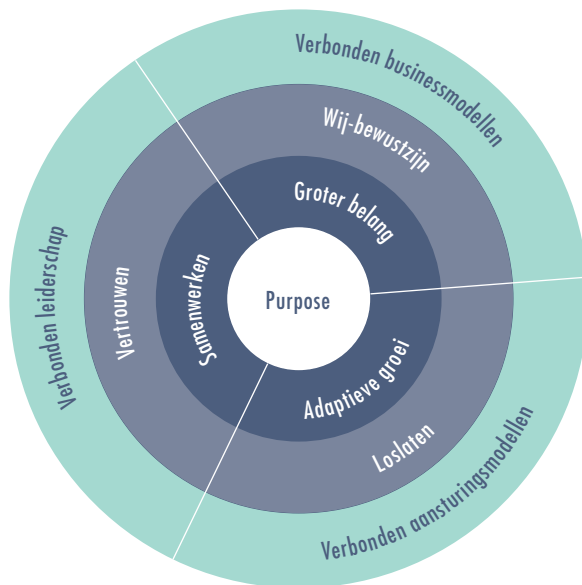 Verbonden businessmodellen
Wij-bewustzijn
Groter belang
Verbonden leiderschap
Vertrouwen
Samenwerken
Purpose
Adaptieve groei
Loslaten
Verbonden aansturingsmodellen